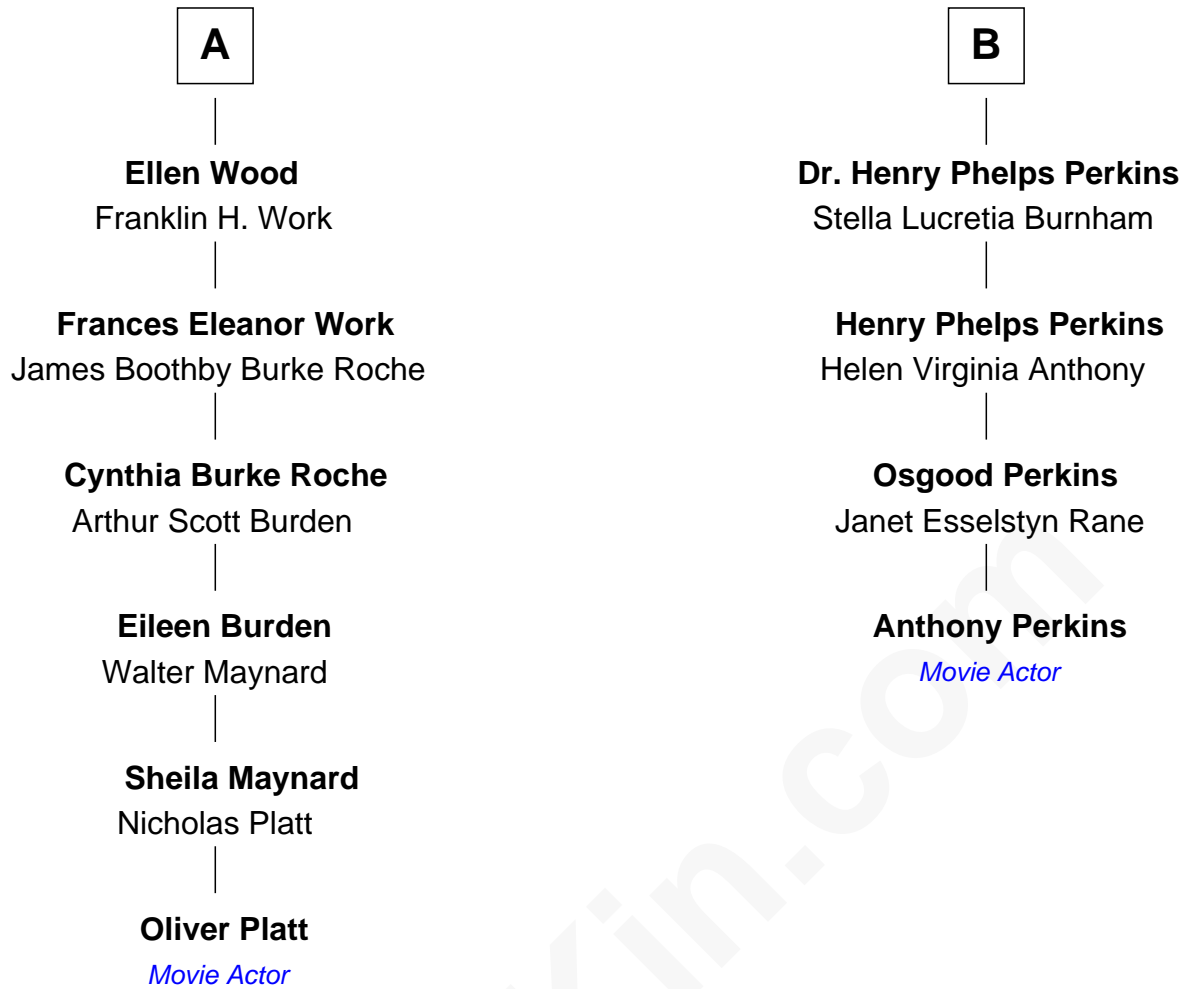 A
Ellen Wood
Franklin H. Work
Frances Eleanor Work
James Boothby Burke Roche
Cynthia Burke Roche
Arthur Scott Burden
Eileen Burden
Walter Maynard
Sheila Maynard
Nicholas Platt
Oliver Platt
Movie Actor
B
Dr. Henry Phelps Perkins
Stella Lucretia Burnham
Henry Phelps Perkins
Helen Virginia Anthony
Osgood Perkins
Janet Esselstyn Rane
Anthony Perkins
Movie Actor